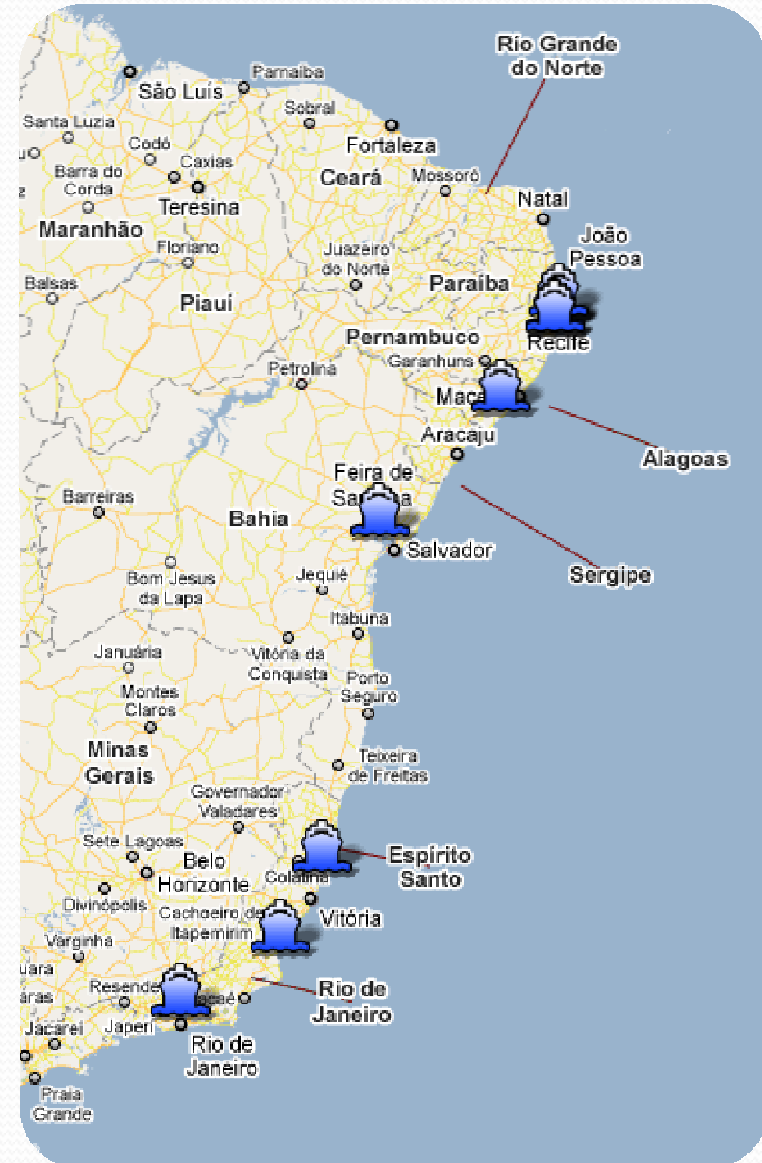 Rio Grande
do Norte
São Luis
Parnaíba
Sobral
Santa Luzia
Fortaleza
Codó
Caxias
Barra do
Corda
Ceará
Mossoró
Teresina
Natal
Maranhão
Floriano
João
Pessoa
Juazeiro
do Norte
Paraíba
Balsas
Piauí
Pernambuco
Recife
Garanhuns
Petrolina
Aracaju
Alagoas
Feira de
Barreiras
Bahia
Salvador
Sergipe
Bom Jesus
da Lapa
Jequié
Itabuna
Januária
Vitória da
Conquista
Porto
Seguro
Montes
Claros
Minas
Gerais
Teixeira
de Freitas
Governador
Valadares
Sete Lagoas
Belo
Horizonte
Espírito
Santo
Colatina
Divinópolis
Cachoeiro de
Itapemirim
Vitória
Varginha
Resende
Rio de
Janeiro
Jacareí
Japeri
Rio de
Janeiro
Praia
Grande